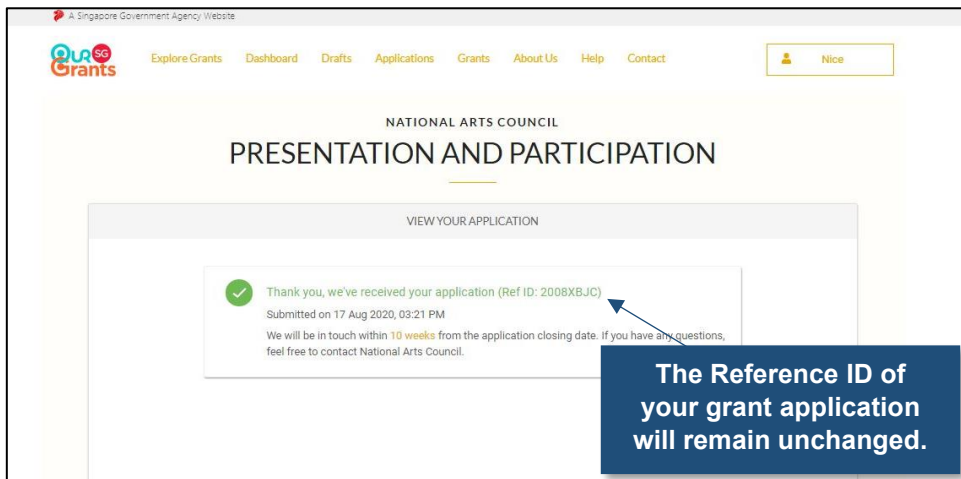 A Singapore Government Agency Website
OUR SG
Grants
Explore Grants Dashboard Drafts Applications Grants About Us Help Contact Nice
NATIONAL ARTS COUNCIL
PRESENTATION AND PARTICIPATION
VIEW YOUR APPLICATION
Thank you, we've received your application (Ref ID: 2008XBJC)
Submitted on 17 Aug 2020, 03:21 PM
We will be in touch within 10 weeks from the application closing date. If you have any questions,
feel free to contact National Arts Council.
The Reference ID of
your grant application
will remain unchanged.